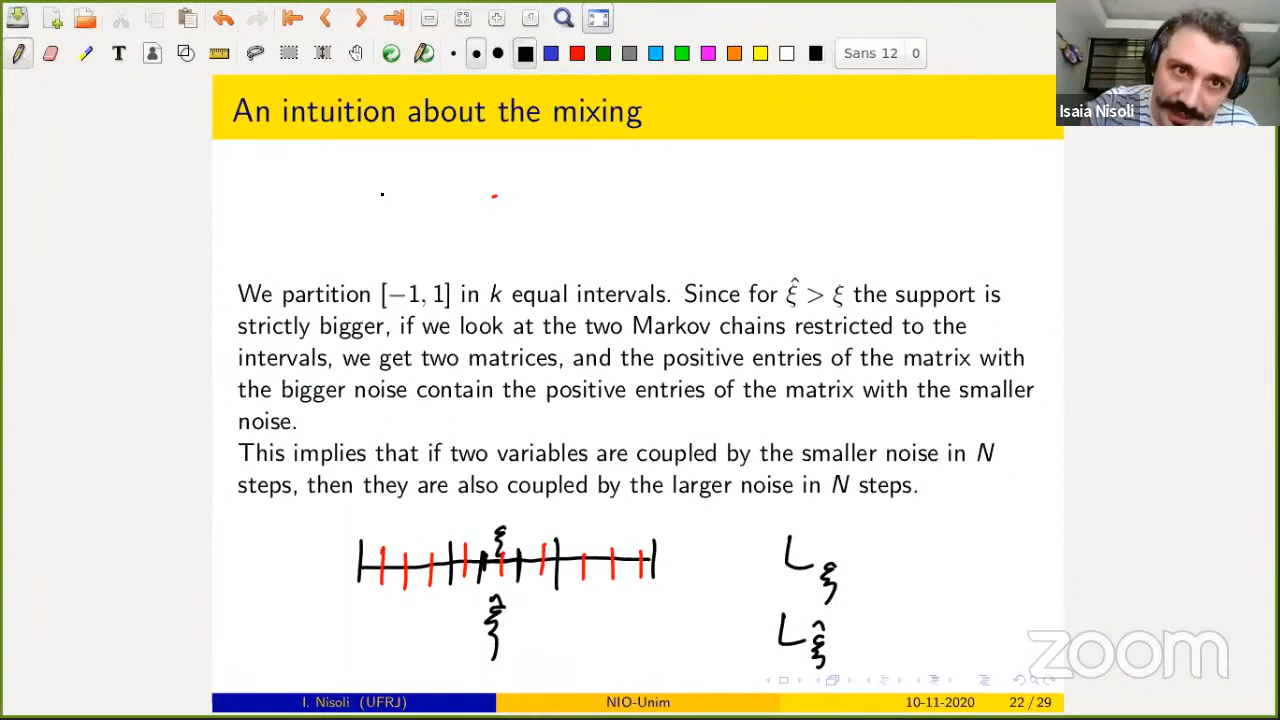 T
Sans 12 0
An intuition about the mixing
Isaia Nisoli
We partition [−1, 1] in k equal intervals. Since for ξ̂ > ξ the support is
strictly bigger, if we look at the two Markov chains restricted to the
intervals, we get two matrices, and the positive entries of the matrix with
the bigger noise contain the positive entries of the matrix with the smaller
noise.
This implies that if two variables are coupled by the smaller noise in N
steps, then they are also coupled by the larger noise in N steps.
ξ
ξ̂
L_ξ
L_ξ̂
zoom
I. Nisoli (UFRJ) NIO-Unim 10-11-2020 22 / 29